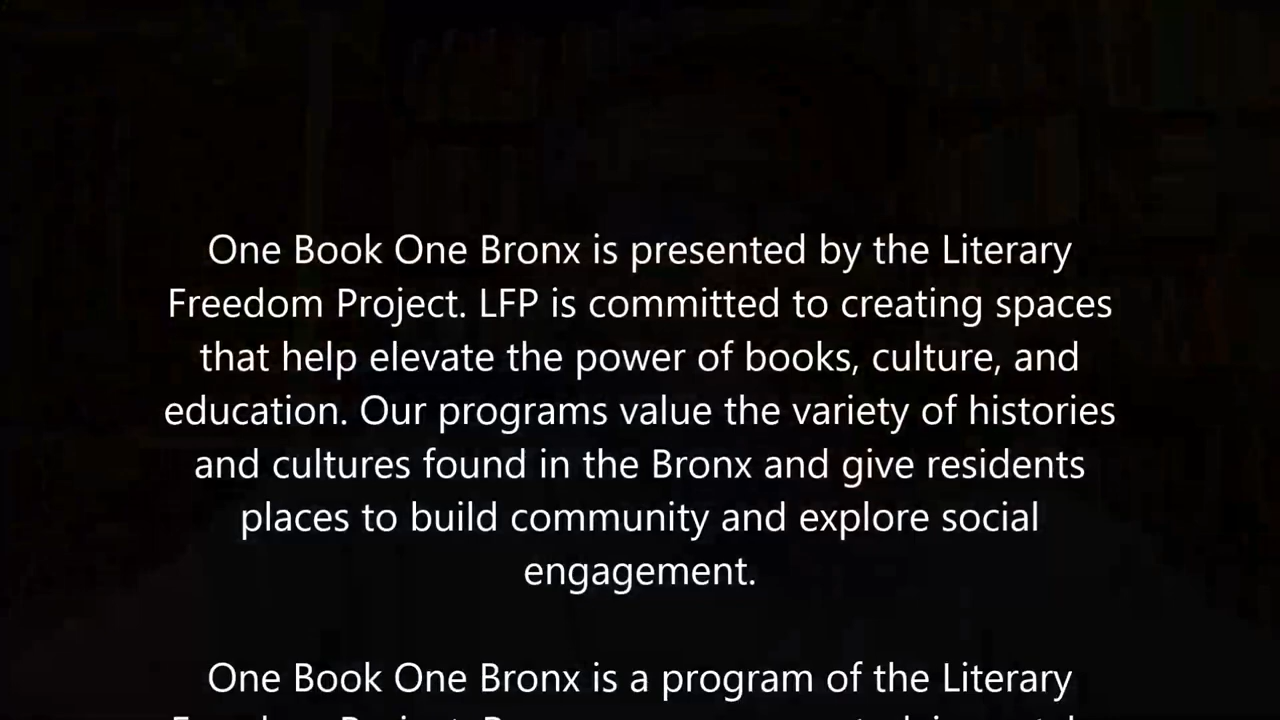 One Book One Bronx is presented by the Literary
Freedom Project. LFP is committed to creating spaces
that help elevate the power of books, culture, and
education. Our programs value the variety of histories
and cultures found in the Bronx and give residents
places to build community and explore social
engagement.
One Book One Bronx is a program of the Literary